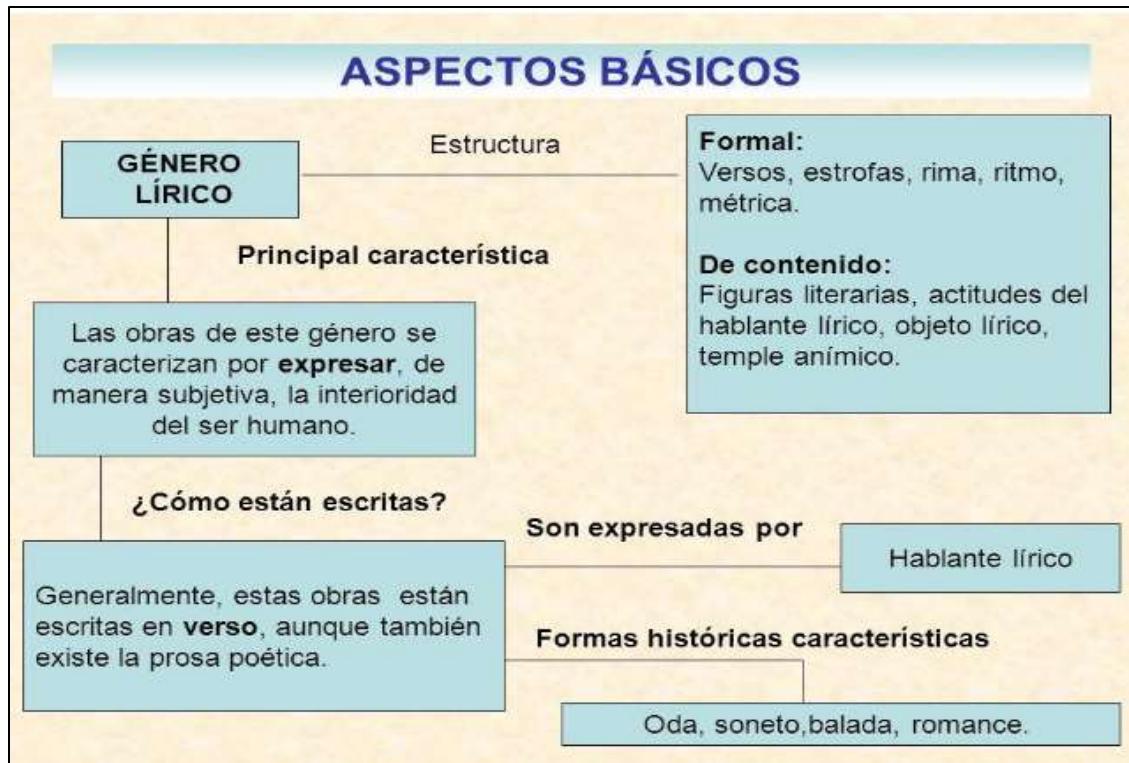 ASPECTOS BÁSICOS
GÉNERO
LÍRICO
Estructura
Formal:
Versos, estrofas, rima, ritmo,
métrica.
De contenido:
Figuras literarias, actitudes del
hablante lírico, objeto lírico,
temple anímico.
Principal característica
Las obras de este género se
caracterizan por expresar, de
manera subjetiva, la interioridad
del ser humano.
¿Cómo están escritas?
Generalmente, estas obras están
escritas en verso, aunque también
existe la prosa poética.
Son expresadas por
Hablante lírico
Formas históricas características
Oda, soneto,balada, romance.